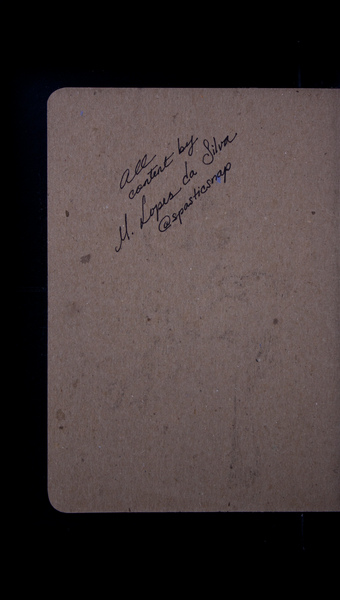 All
content by
M. Lopes da Silva
@spasticsnap